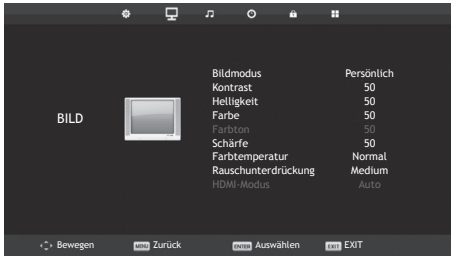 Bildmodus Persönlich
Kontrast 50
Helligkeit 50
BILD
Farbe 50
Farbton 50
Schärfe 50
Farbtemperatur Normal
Rauschunterdrückung Medium
HDMI-Modus Auto
Bewegen MENU Zurück ENTER Auswählen EXIT EXIT